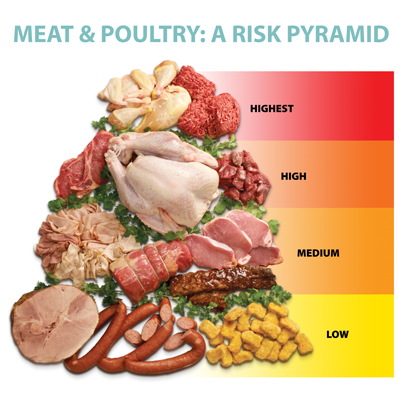 MEAT & POULTRY: A RISK PYRAMID
HIGHEST
HIGH
MEDIUM
LOW